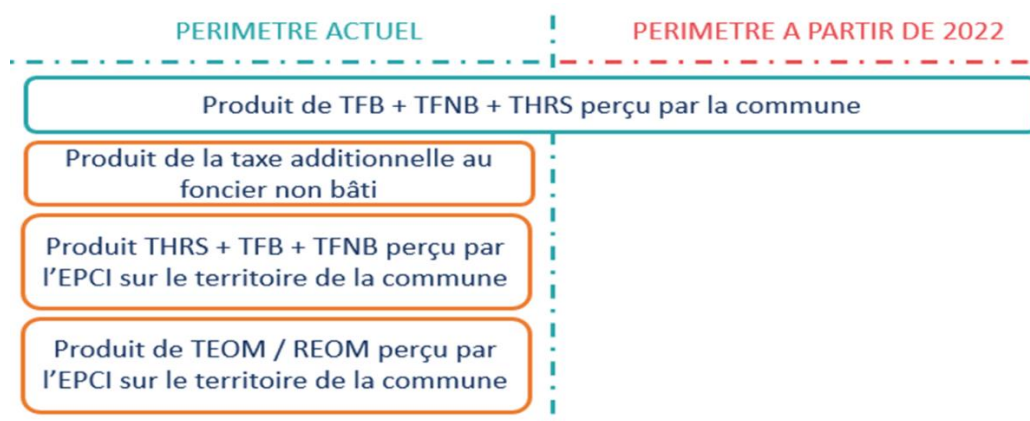 PERIMETRE ACTUEL
PERIMETRE A PARTIR DE 2022
Produit de TFB + TFNB + THRS perçu par la commune
Produit de la taxe additionnelle au
foncier non bâti
Produit THRS + TFB + TFNB perçu par
l’EPCI sur le territoire de la commune
Produit de TEOM / REOM perçu par
l’EPCI sur le territoire de la commune